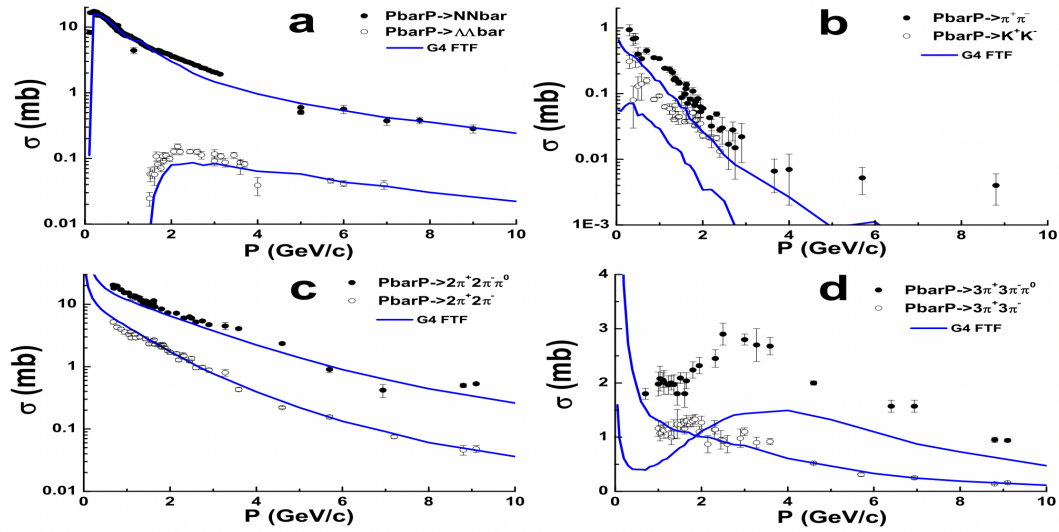 a
PbarP->NNbar
PbarP->ΛΛbar
G4 FTF
σ (mb)
10
1
0.1
0.01
0 2 4 6 8 10
P (GeV/c)
b
PbarP->π⁺π⁻
PbarP->K⁺K⁻
G4 FTF
σ (mb)
1
0.1
0.01
1E-3
0 2 4 6 8 10
P (GeV/c)
c
PbarP->2π⁺2π⁻π⁰
PbarP->2π⁺2π⁻
G4 FTF
σ (mb)
10
1
0.1
0.01
0 2 4 6 8 10
P (GeV/c)
d
PbarP->3π⁺3π⁻π⁰
PbarP->3π⁺3π⁻
G4 FTF
σ (mb)
4
3
2
1
0
0 2 4 6 8 10
P (GeV/c)